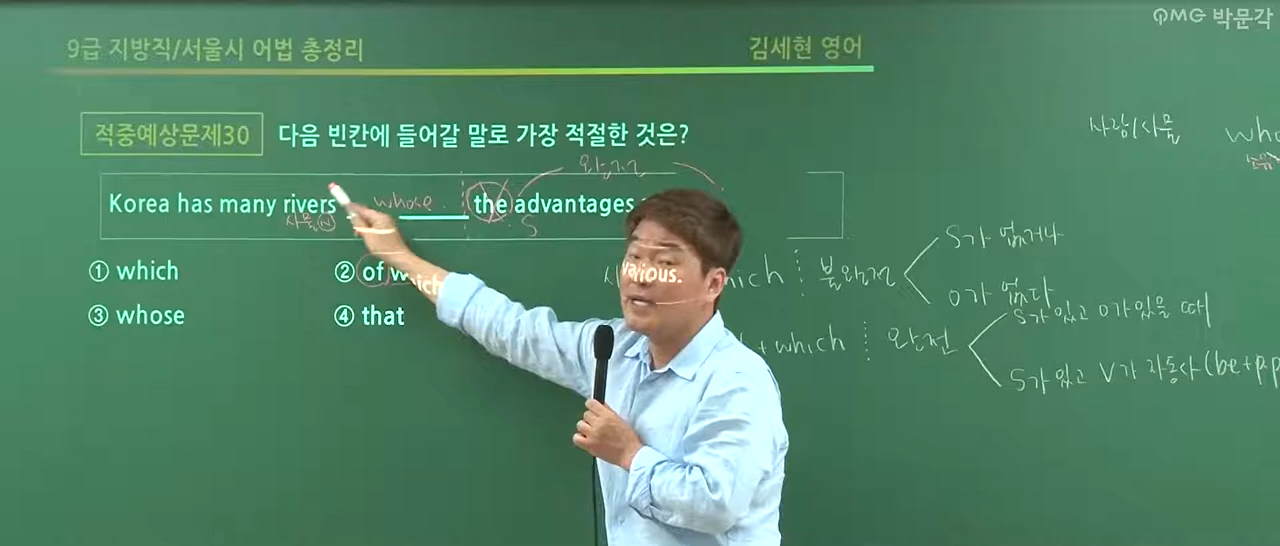 QMG 박문각
9급 지방직/서울시 어법 총정리
김세현 영어
적중예상문제30 다음 빈칸에 들어갈 말로 가장 적절한 것은?
사람/사물
완전
Korea has many rivers whose the advantages
사물 S
various.
① which
② of which
③ whose
④ that
which 불완전
S가 없거나
O가 없다
+ which 완전
S가 있고 O가 있을 때
S가 있고 V가 자동사 (be+p.p